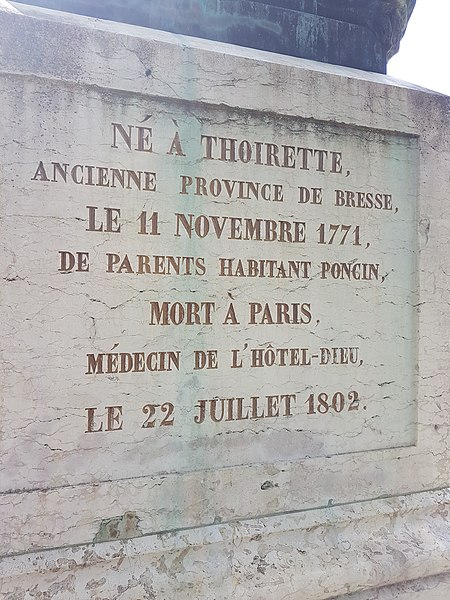 NÉ À THOIRETTE,
ANCIENNE PROVINCE DE BRESSE,
LE 11 NOVEMBRE 1771,
DE PARENTS HABITANT PONCIN,
MORT À PARIS,
MÉDECIN DE L'HÔTEL-DIEU,
LE 22 JUILLET 1802.